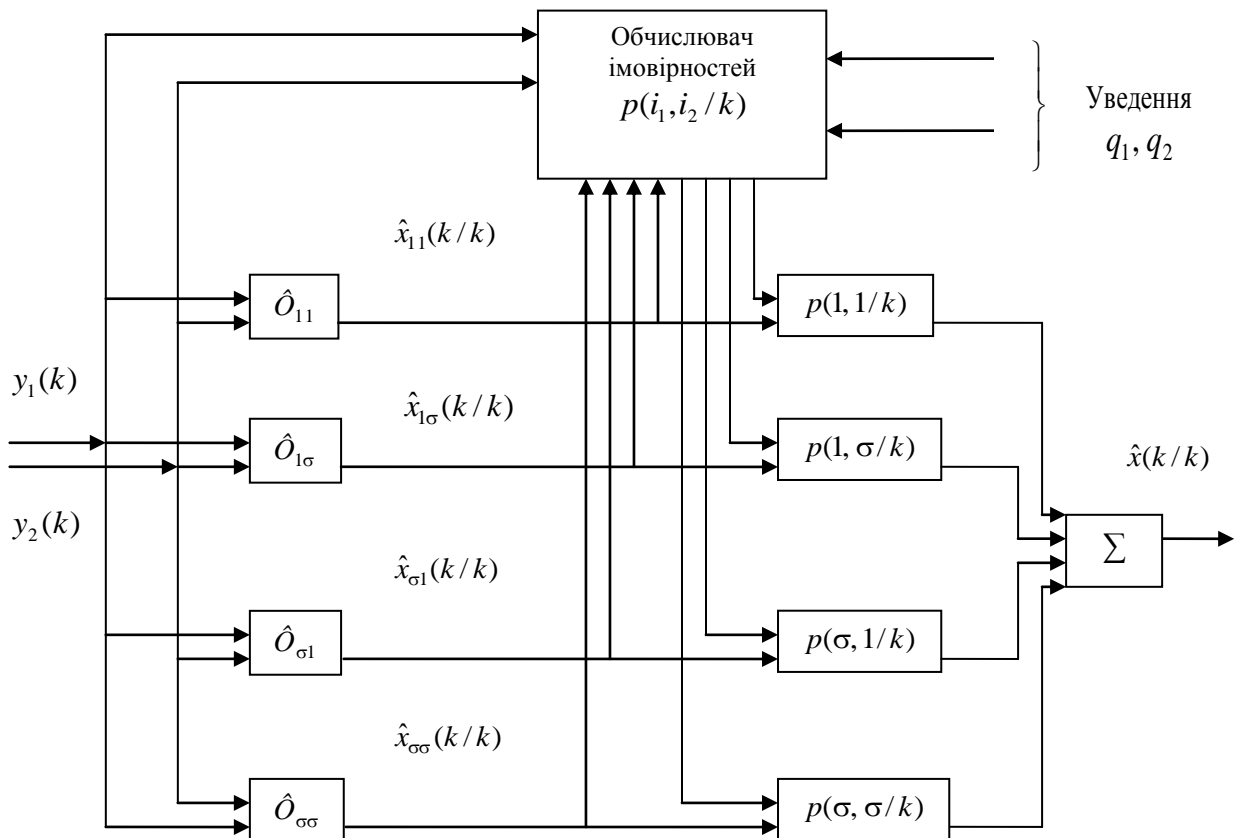 Обчислювач
імовірностей
p(i₁,i₂/k)
Уведення
q₁, q₂
x̂₁₁(k/k)
Ô₁₁
p(1,1/k)
y₁(k)
x̂₁σ(k/k)
Ô₁σ
p(1,σ/k)
x̂(k/k)
y₂(k)
Σ
x̂σ₁(k/k)
Ôσ₁
p(σ,1/k)
x̂σσ(k/k)
Ôσσ
p(σ,σ/k)